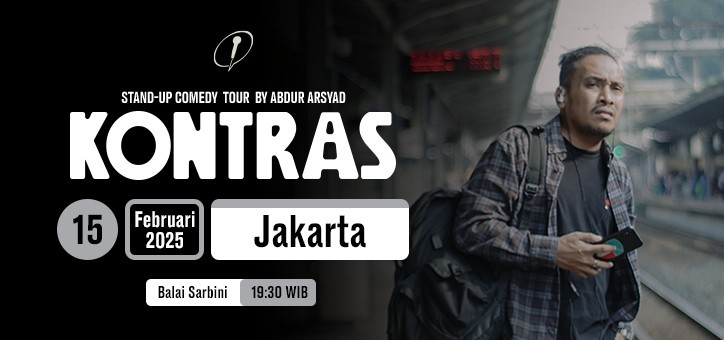 STAND-UP COMEDY TOUR BY ABDUR ARSYAD
KONTRAS
15 Februari 2025 Jakarta
Balai Sarbini 19:30 WIB